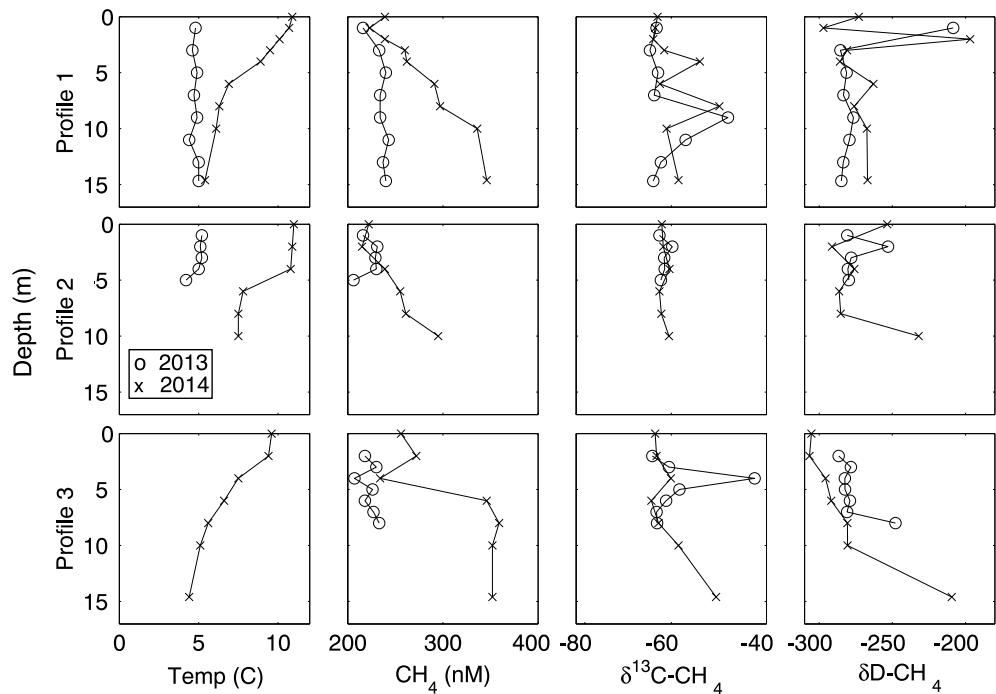 0
5
10
15
Profile 1
0
5
10
15
Profile 2
Depth (m)
o 2013
x 2014
0
5
10
15
Profile 3
0 5 10
Temp (C)
200 300 400
CH4 (nM)
-80 -60 -40
δ13C-CH4
-300 -250 -200
δD-CH4